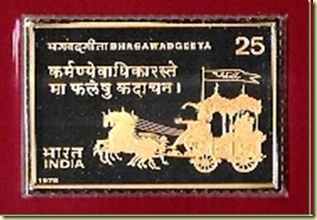 भगवद्गीता BHAGAWADGEETA 25
कर्मण्येवाधिकारस्ते
मा फलेषु कदाचन।
भारत
INDIA
1978